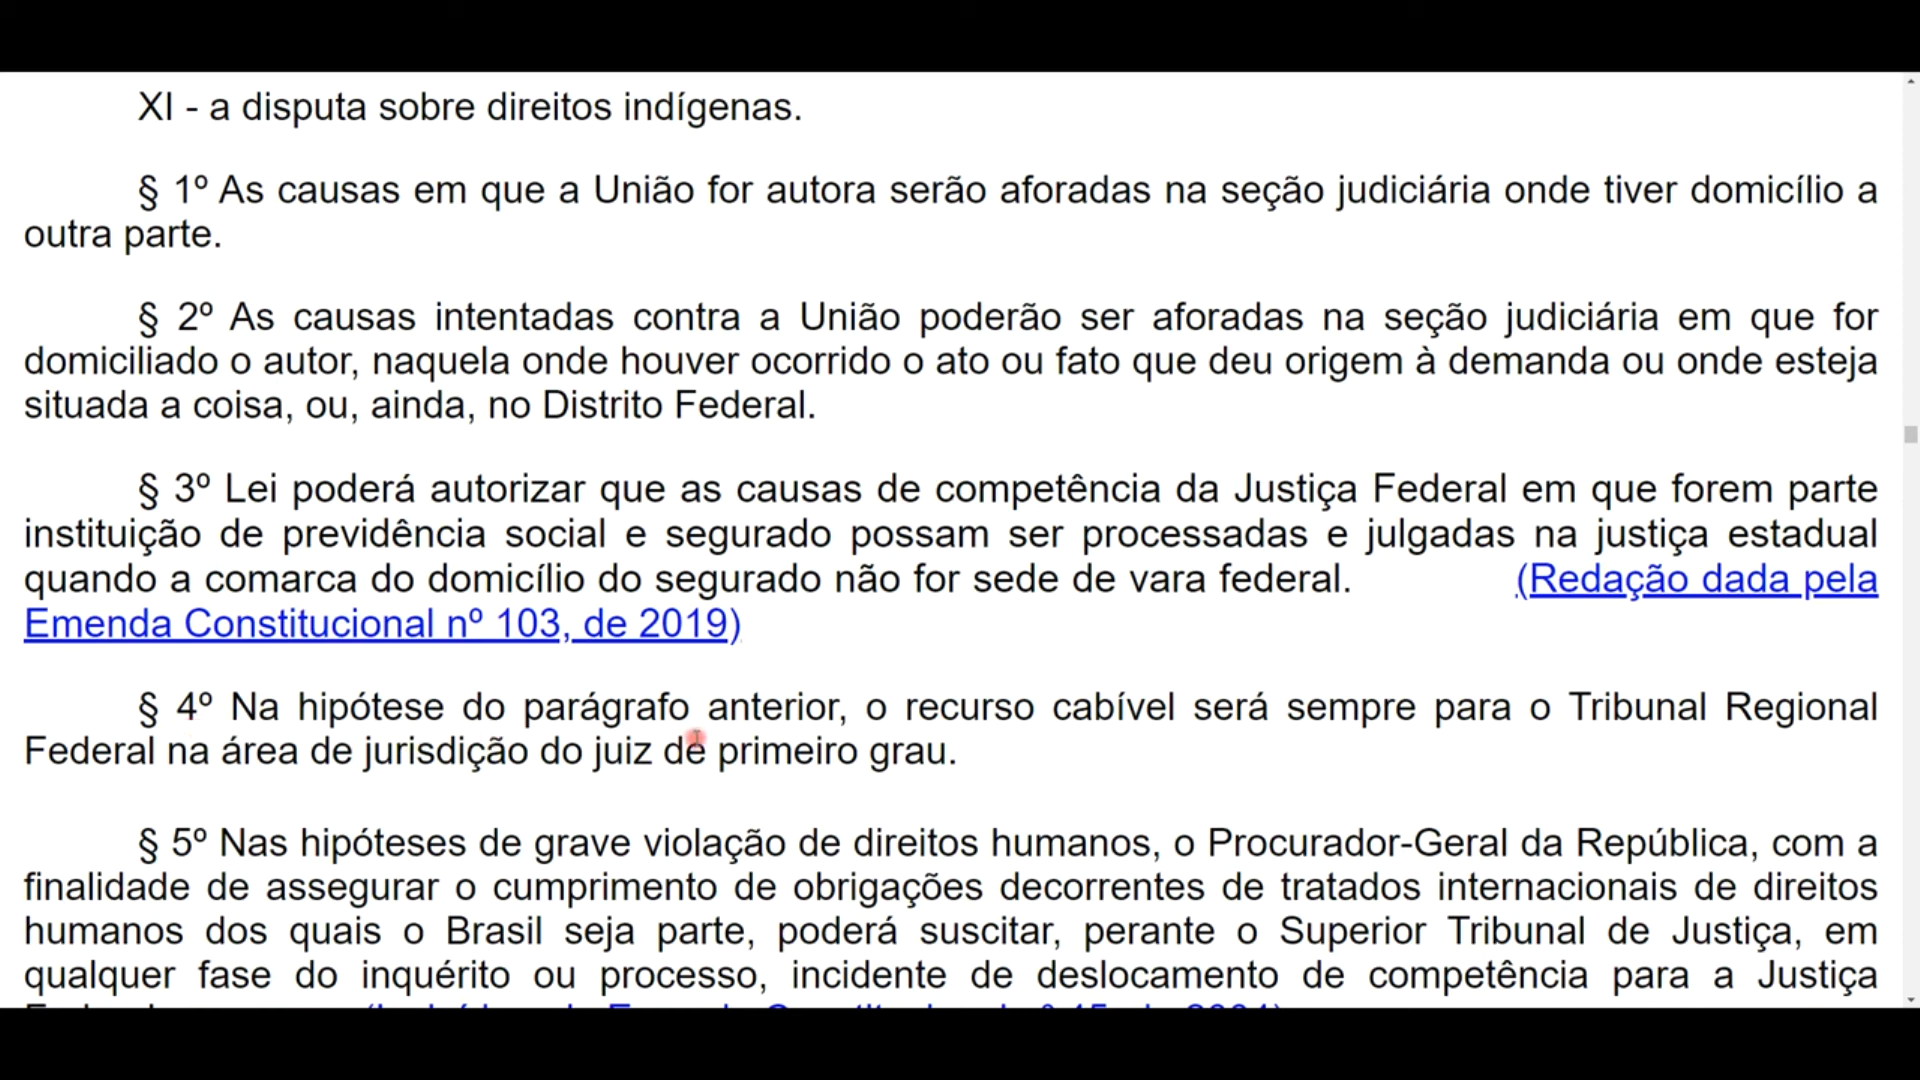 XI - a disputa sobre direitos indígenas.
§ 1º As causas em que a União for autora serão aforadas na seção judiciária onde tiver domicílio a
outra parte.
§ 2º As causas intentadas contra a União poderão ser aforadas na seção judiciária em que for
domiciliado o autor, naquela onde houver ocorrido o ato ou fato que deu origem à demanda ou onde esteja
situada a coisa, ou, ainda, no Distrito Federal.
§ 3º Lei poderá autorizar que as causas de competência da Justiça Federal em que forem parte
instituição de previdência social e segurado possam ser processadas e julgadas na justiça estadual
quando a comarca do domicílio do segurado não for sede de vara federal. (Redação dada pela
Emenda Constitucional nº 103, de 2019)
§ 4º Na hipótese do parágrafo anterior, o recurso cabível será sempre para o Tribunal Regional
Federal na área de jurisdição do juiz de primeiro grau.
§ 5º Nas hipóteses de grave violação de direitos humanos, o Procurador-Geral da República, com a
finalidade de assegurar o cumprimento de obrigações decorrentes de tratados internacionais de direitos
humanos dos quais o Brasil seja parte, poderá suscitar, perante o Superior Tribunal de Justiça, em
qualquer fase do inquérito ou processo, incidente de deslocamento de competência para a Justiça